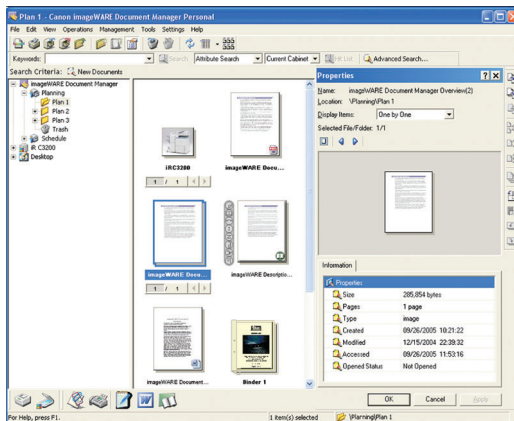 Plan 1 - Canon imageWARE Document Manager Personal
File Edit View Operations Management Tools Settings Help
Keywords: Search: Attribute Search Current Cabinet Hit List Advanced Search...
Search Criteria: New Documents
imageWARE Document Manager
Planning
Plan 1
Plan 2
Plan 3
Trash
Schedule
iR C3200
Desktop
iRC3200
imageWARE Docu...
1 / 1
imageWARE Docu...
imageWARE Descriptio...
1 / 1
imageWARE Document...
Binder 1
Properties
Name: imageWARE Document Manager Overview(2)
Location: \Planning\Plan 1
Display Items: One by One
Selected File/Folder: 1/1
Information
Properties
Size 285,854 bytes
Pages 1 page
Type image
Created 09/26/2005 10:21:22
Modified 12/15/2004 22:39:32
Accessed 09/26/2005 11:53:16
Opened Status Not Opened
OK Cancel Apply
For Help, press F1. 1 item(s) selected \Planning\Plan 1